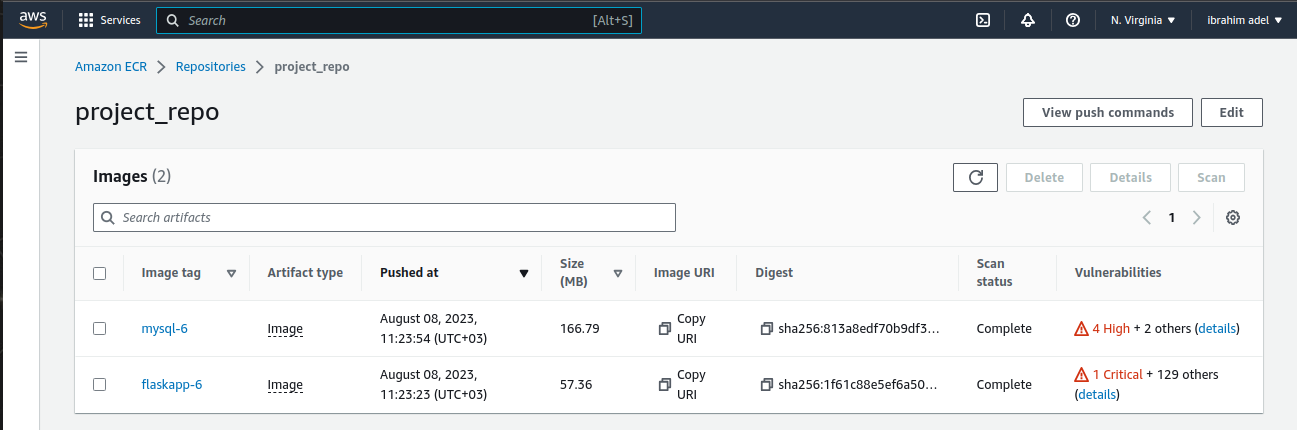 aws Services Search [Alt+S] N. Virginia ibrahim adel
Amazon ECR Repositories project_repo
project_repo View push commands Edit
Images (2) Delete Details Scan
Search artifacts 1
Image tag Artifact type Pushed at Size (MB) Image URI Digest Scan status Vulnerabilities
mysql-6 Image August 08, 2023, 11:23:54 (UTC+03) 166.79 Copy URI sha256:813a8edf70b9df3... Complete 4 High + 2 others (details)
flaskapp-6 Image August 08, 2023, 11:23:23 (UTC+03) 57.36 Copy URI sha256:1f61c88e5ef6a50... Complete 1 Critical + 129 others (details)